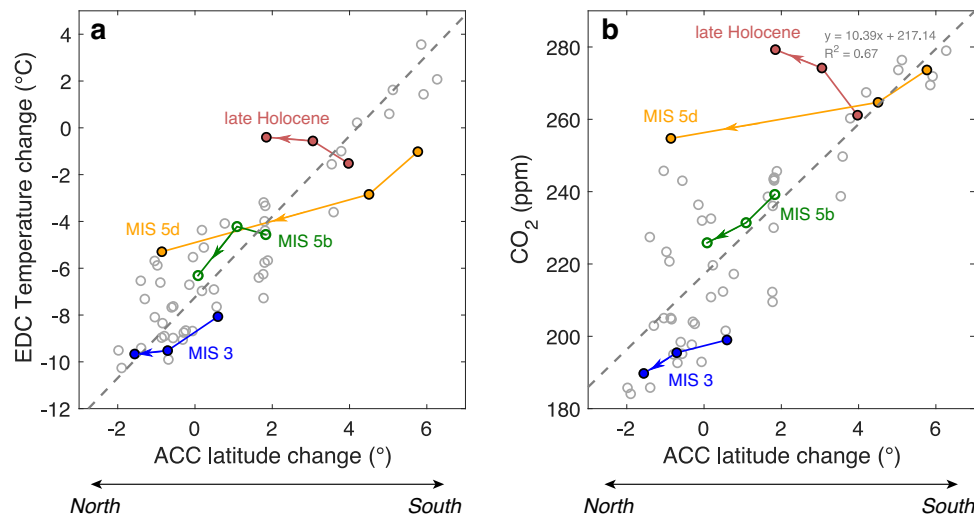 a
EDC Temperature change (°C)
4
2
0
-2
-4
-6
-8
-10
-12
late Holocene
MIS 5d
MIS 5b
MIS 3
-2 0 2 4 6
ACC latitude change (°)
North South
b
CO2 (ppm)
280
260
240
220
200
180
late Holocene
y = 10.39x + 217.14
R2 = 0.67
MIS 5d
MIS 5b
MIS 3
-2 0 2 4 6
ACC latitude change (°)
North South